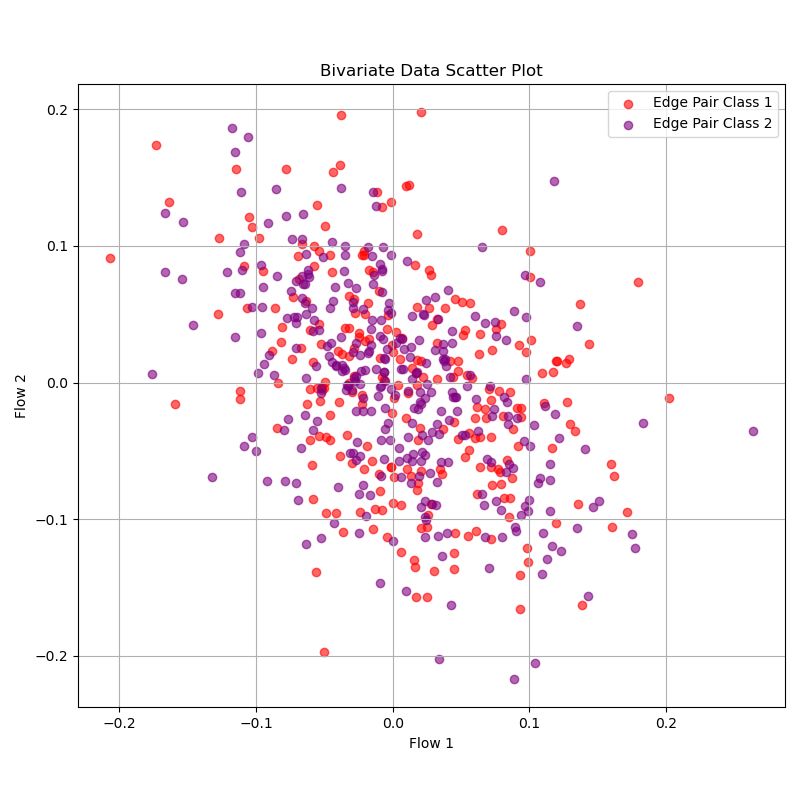 Bivariate Data Scatter Plot
Edge Pair Class 1
Edge Pair Class 2
0.2
0.1
0.0
−0.1
−0.2
Flow 2
−0.2
−0.1
0.0
0.1
0.2
Flow 1